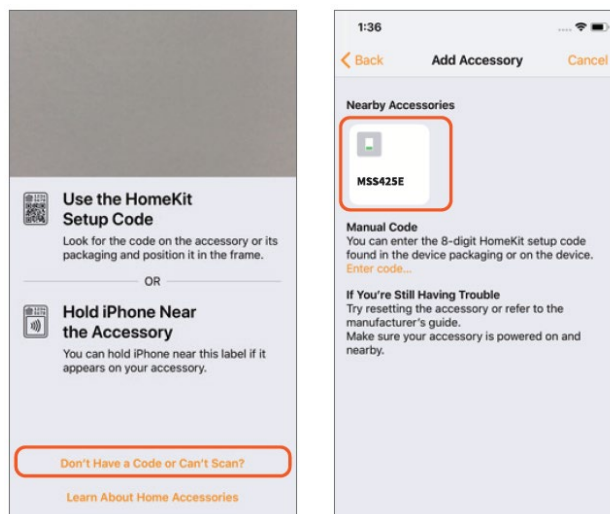 Use the HomeKit
Setup Code
Look for the code on the accessory or its
packaging and position it in the frame.
OR
Hold iPhone Near
the Accessory
You can hold iPhone near this label if it
appears on your accessory.
Don't Have a Code or Can't Scan?
Learn About Home Accessories
1:36
Back
Add Accessory
Cancel
Nearby Accessories
MSS425E
Manual Code
You can enter the 8-digit HomeKit setup code
found in the device packaging or on the device.
Enter code...
If You're Still Having Trouble
Try resetting the accessory or refer to the
manufacturer's guide.
Make sure your accessory is powered on and
nearby.